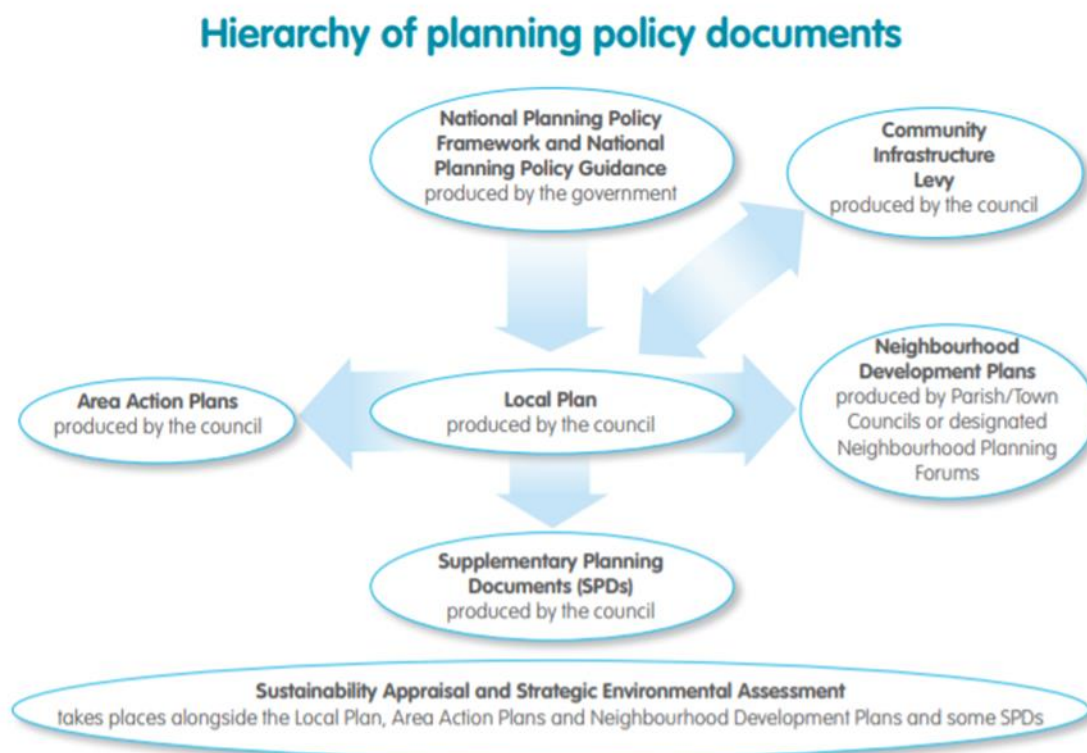 Hierarchy of planning policy documents
National Planning Policy
Framework and National
Planning Policy Guidance
produced by the government
Community
Infrastructure
Levy
produced by the council
Area Action Plans
produced by the council
Local Plan
produced by the council
Neighbourhood
Development Plans
produced by Parish/Town
Councils or designated
Neighbourhood Planning
Forums
Supplementary Planning
Documents (SPDs)
produced by the council
Sustainability Appraisal and Strategic Environmental Assessment
takes places alongside the Local Plan, Area Action Plans and Neighbourhood Development Plans and some SPDs